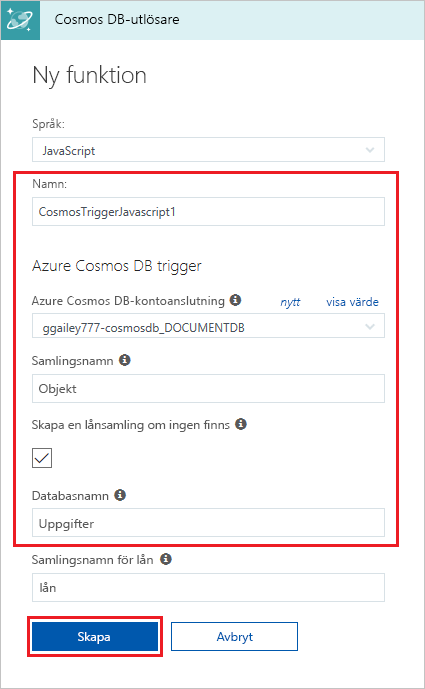 Cosmos DB-utlösare
Ny funktion
Språk:
JavaScript
Namn:
CosmosTriggerJavascript1
Azure Cosmos DB trigger
Azure Cosmos DB-kontoanslutning nytt visa värde
ggailey777-cosmosdb_DOCUMENTDB
Samlingsnamn
Objekt
Skapa en lånsamling om ingen finns
Databasnamn
Uppgifter
Samlingsnamn för lån
lån
Skapa Avbryt